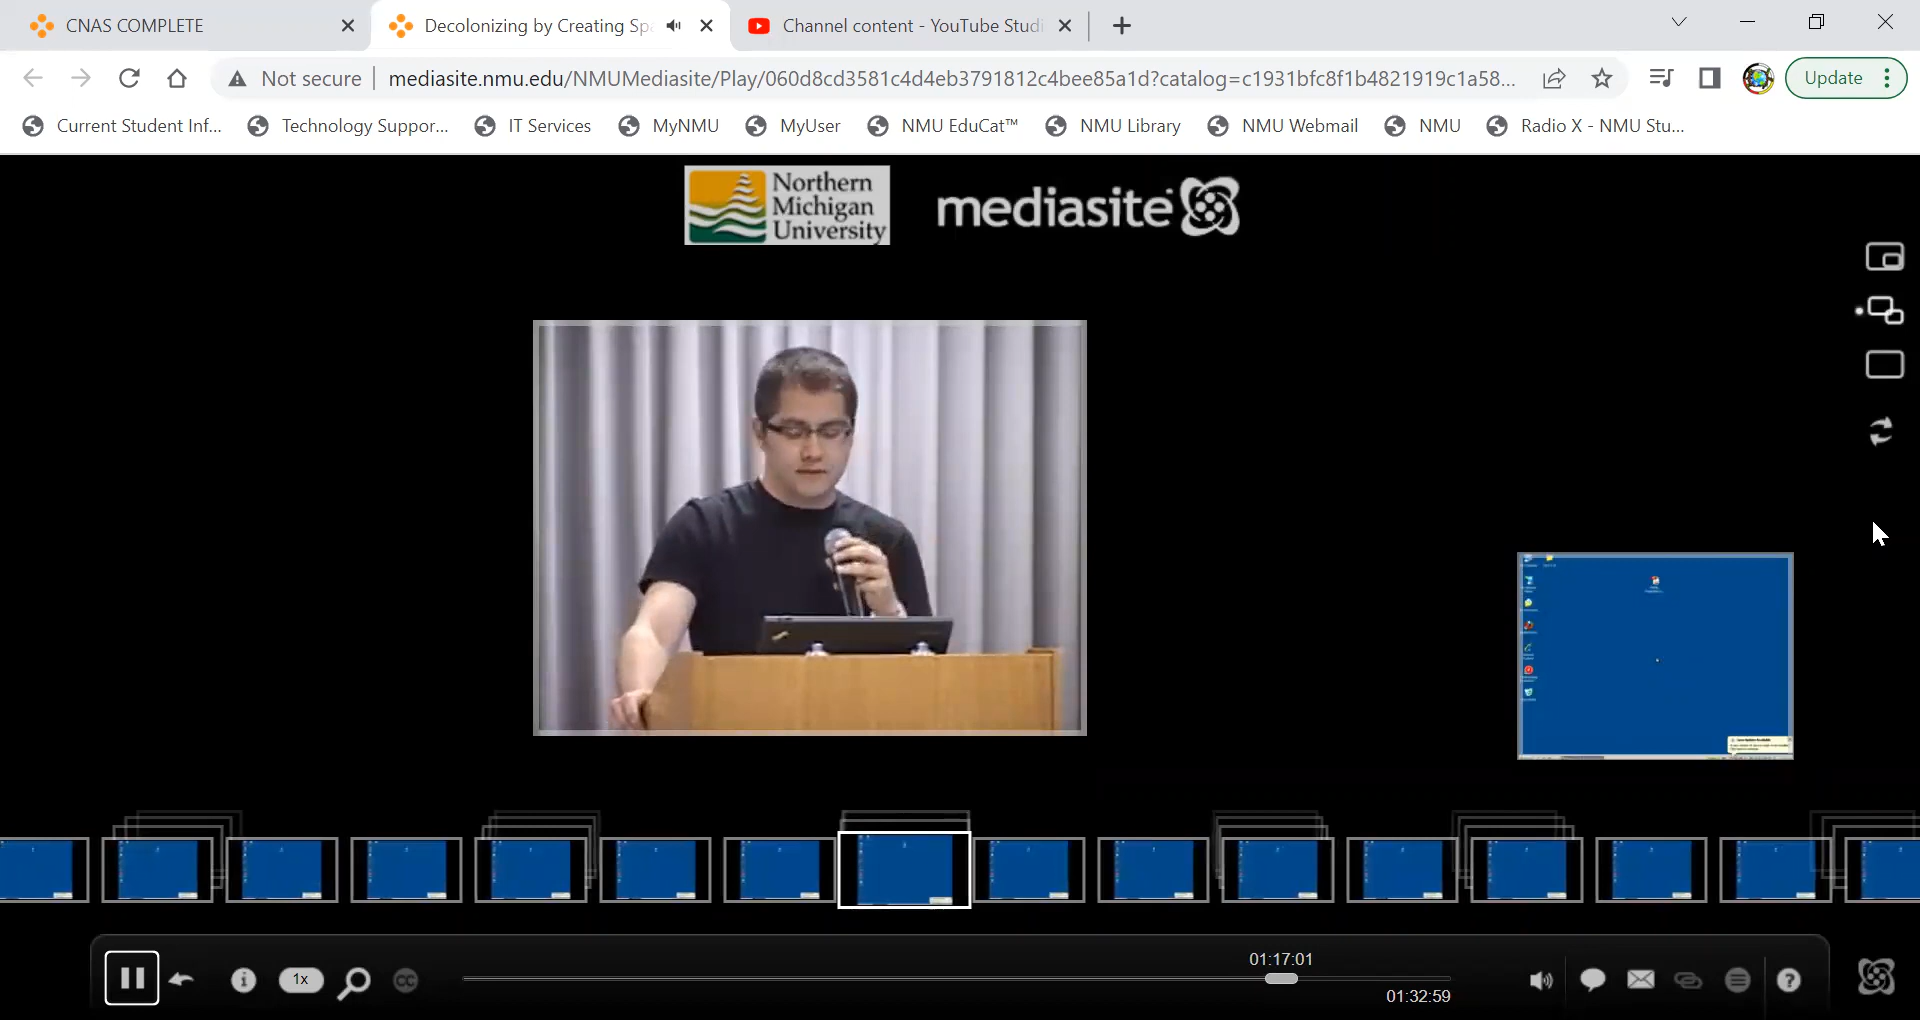 CNAS COMPLETE
Decolonizing by Creating Spa
Channel content - YouTube Studi
Not secure
mediasite.nmu.edu/NMUMediasite/Play/060d8cd3581c4d4eb3791812c4bee85a1d?catalog=c1931bfc8f1b4821919c1a58...
Update
Current Student Inf...
Technology Suppor...
IT Services
MyNMU
MyUser
NMU EduCat™
NMU Library
NMU Webmail
NMU
Radio X - NMU Stu...
Northern
Michigan
University
mediasite
01:17:01
1x
CC
01:32:59